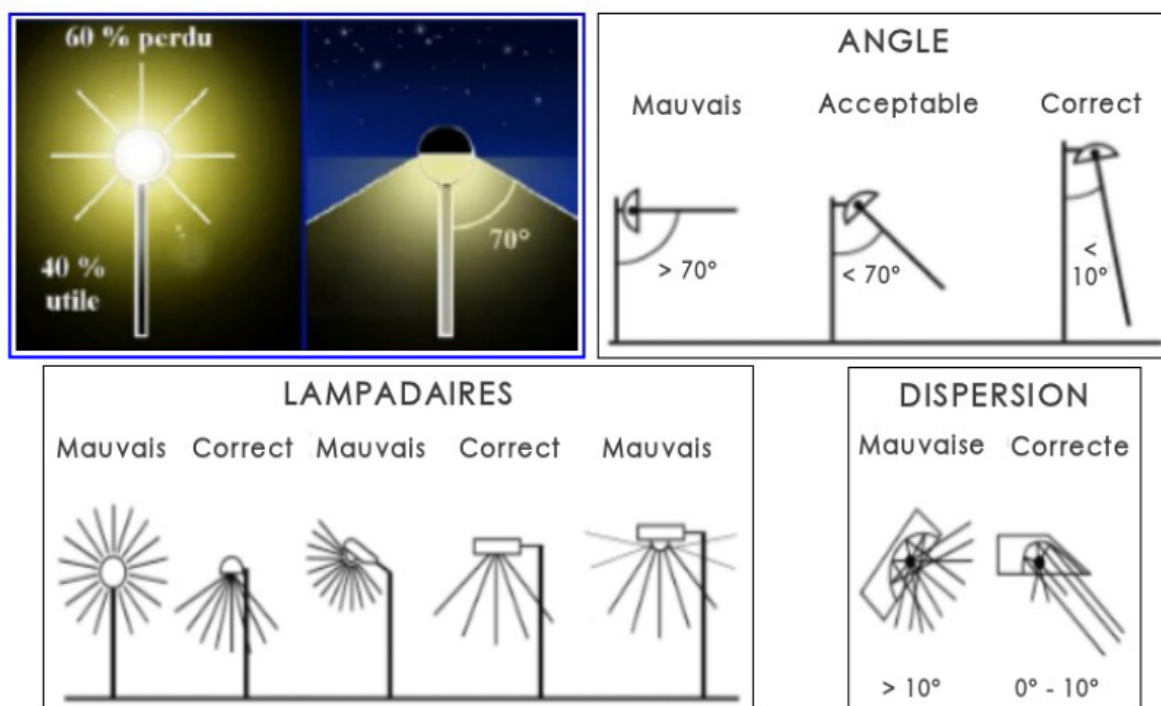 60 % perdu
40 %
utile
70°
ANGLE
Mauvais Acceptable Correct
> 70°
< 70°
<
10°
LAMPADAIRES
Mauvais Correct Mauvais Correct Mauvais
DISPERSION
Mauvaise Correcte
> 10° 0° - 10°